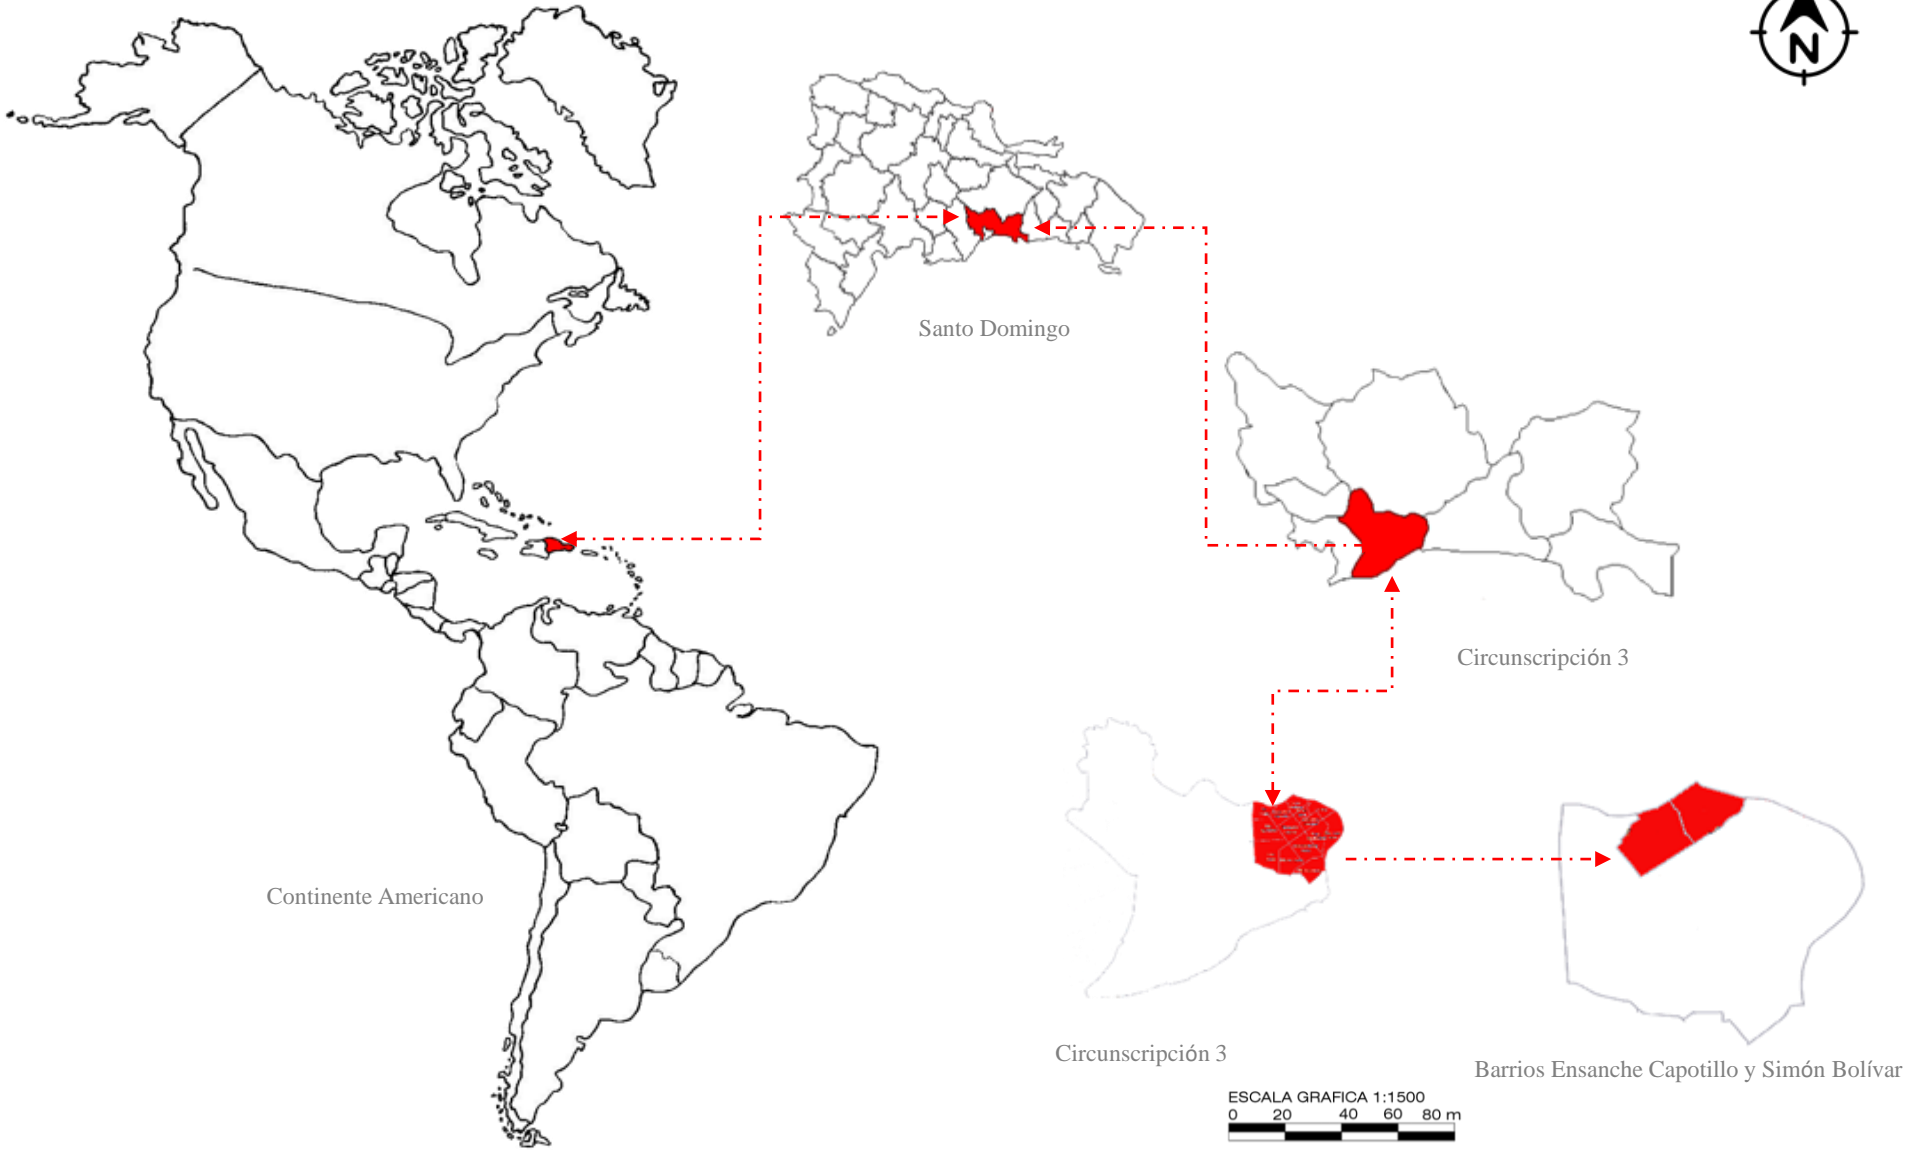 N
Santo Domingo
Circunscripción 3
Continente Americano
Circunscripción 3
Barrios Ensanche Capotillo y Simón Bolívar
ESCALA GRAFICA 1:1500
0 20 40 60 80 m